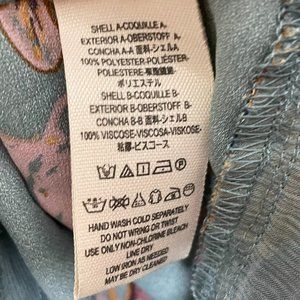 SHELL A-COQUILLE A-
EXTERIOR A-OBERSTOFF A-
CONCHA A-A 面料-シェルA
100% POLYESTER-POLIÉSTER-
POLIESTERE-聚酯纖維
ポリエステル
SHELL B-COQUILLE B-
EXTERIOR B-OBERSTOFF B-
CONCHA B-B 面料-シェルB
100% VISCOSE-VISCOSA-VISKOSE-
粘膠-ビスコース
HAND WASH COLD SEPARATELY
DO NOT WRING OR TWIST
USE ONLY NON-CHLORINE BLEACH
LINE DRY
LOW IRON AS NEEDED
MAY BE DRY CLEANED